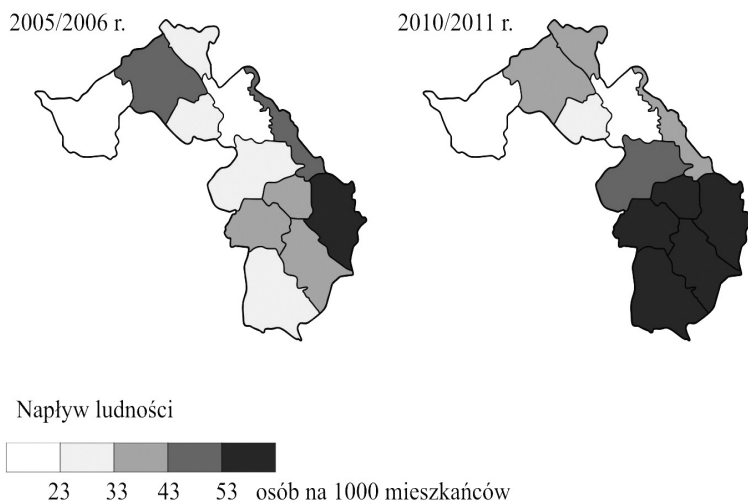 2005/2006 r.
2010/2011 r.
Napływ ludności
23 33 43 53 osób na 1000 mieszkańców